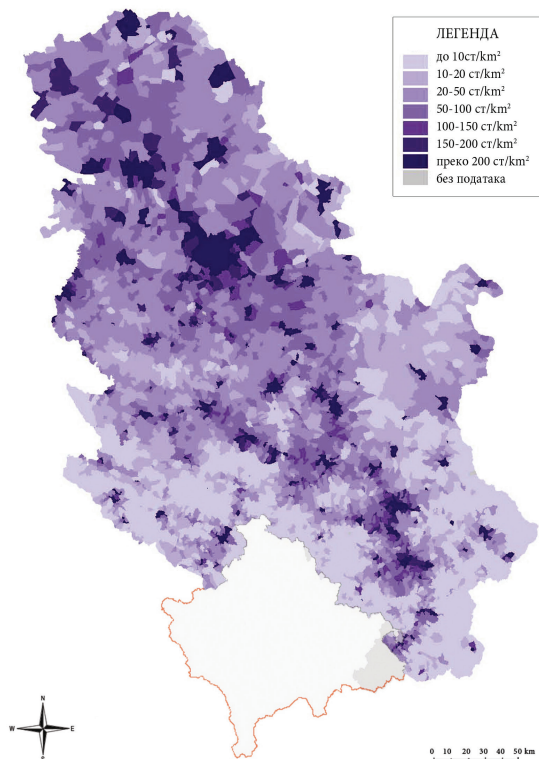 ЛЕГЕНДА
до 10ст/km²
10-20 ст/km²
20-50 ст/km²
50-100 ст/km²
100-150 ст/km²
150-200 ст/km²
преко 200 ст/km²
без података
N
W E
S
0 10 20 30 40 50 km